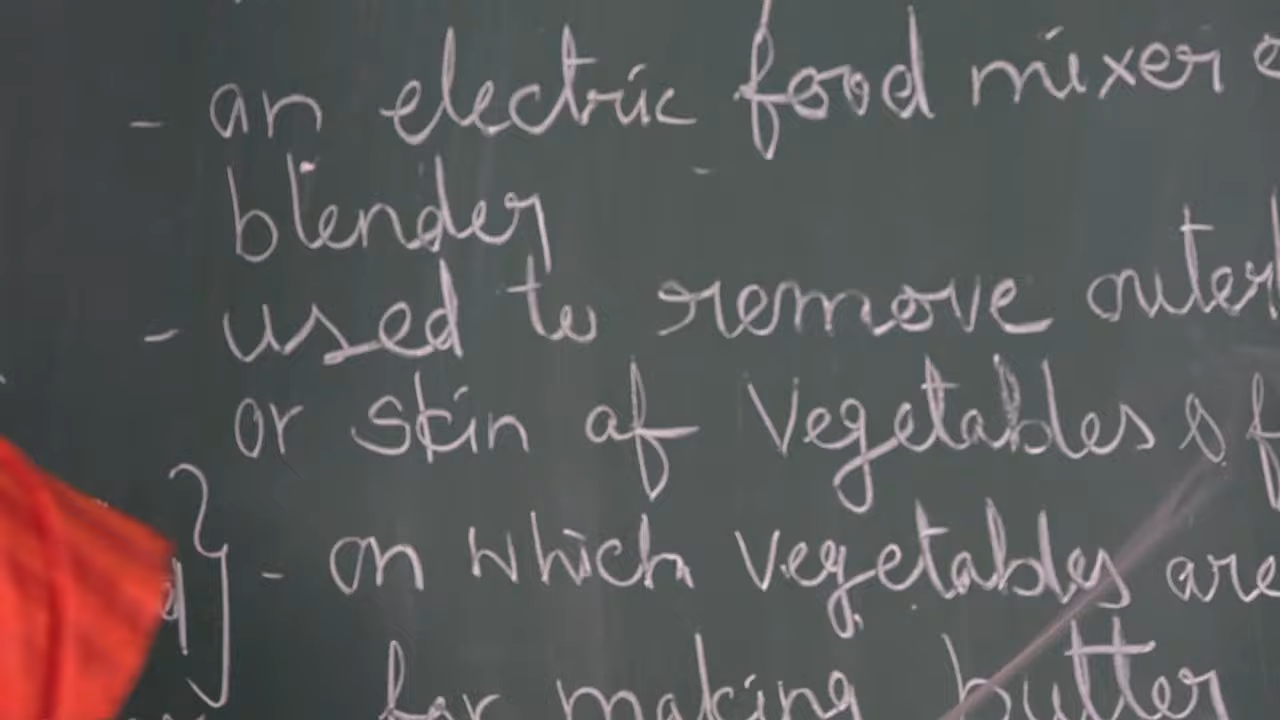 - an electric food mixer
blender
- used to remove outer
or skin of vegetables &
} - on which vegetables are
for making butter